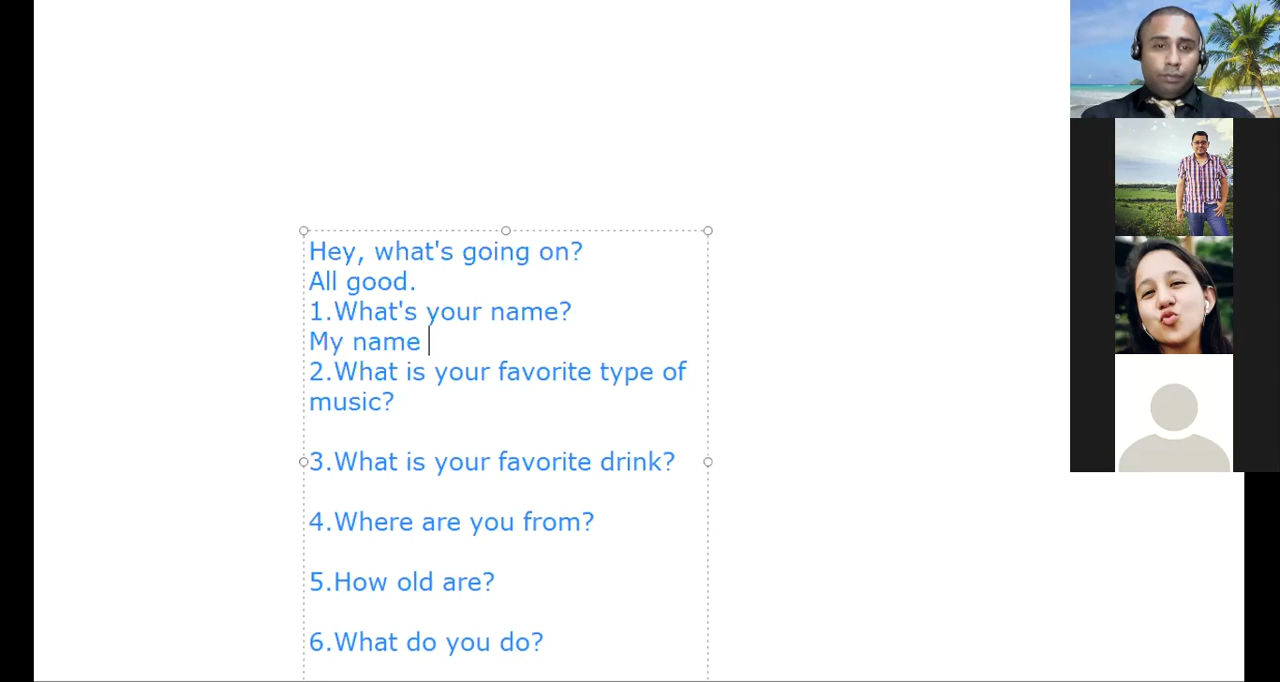 Hey, what's going on?
All good.
1.What's your name?
My name
2.What is your favorite type of
music?
3.What is your favorite drink?
4.Where are you from?
5.How old are?
6.What do you do?